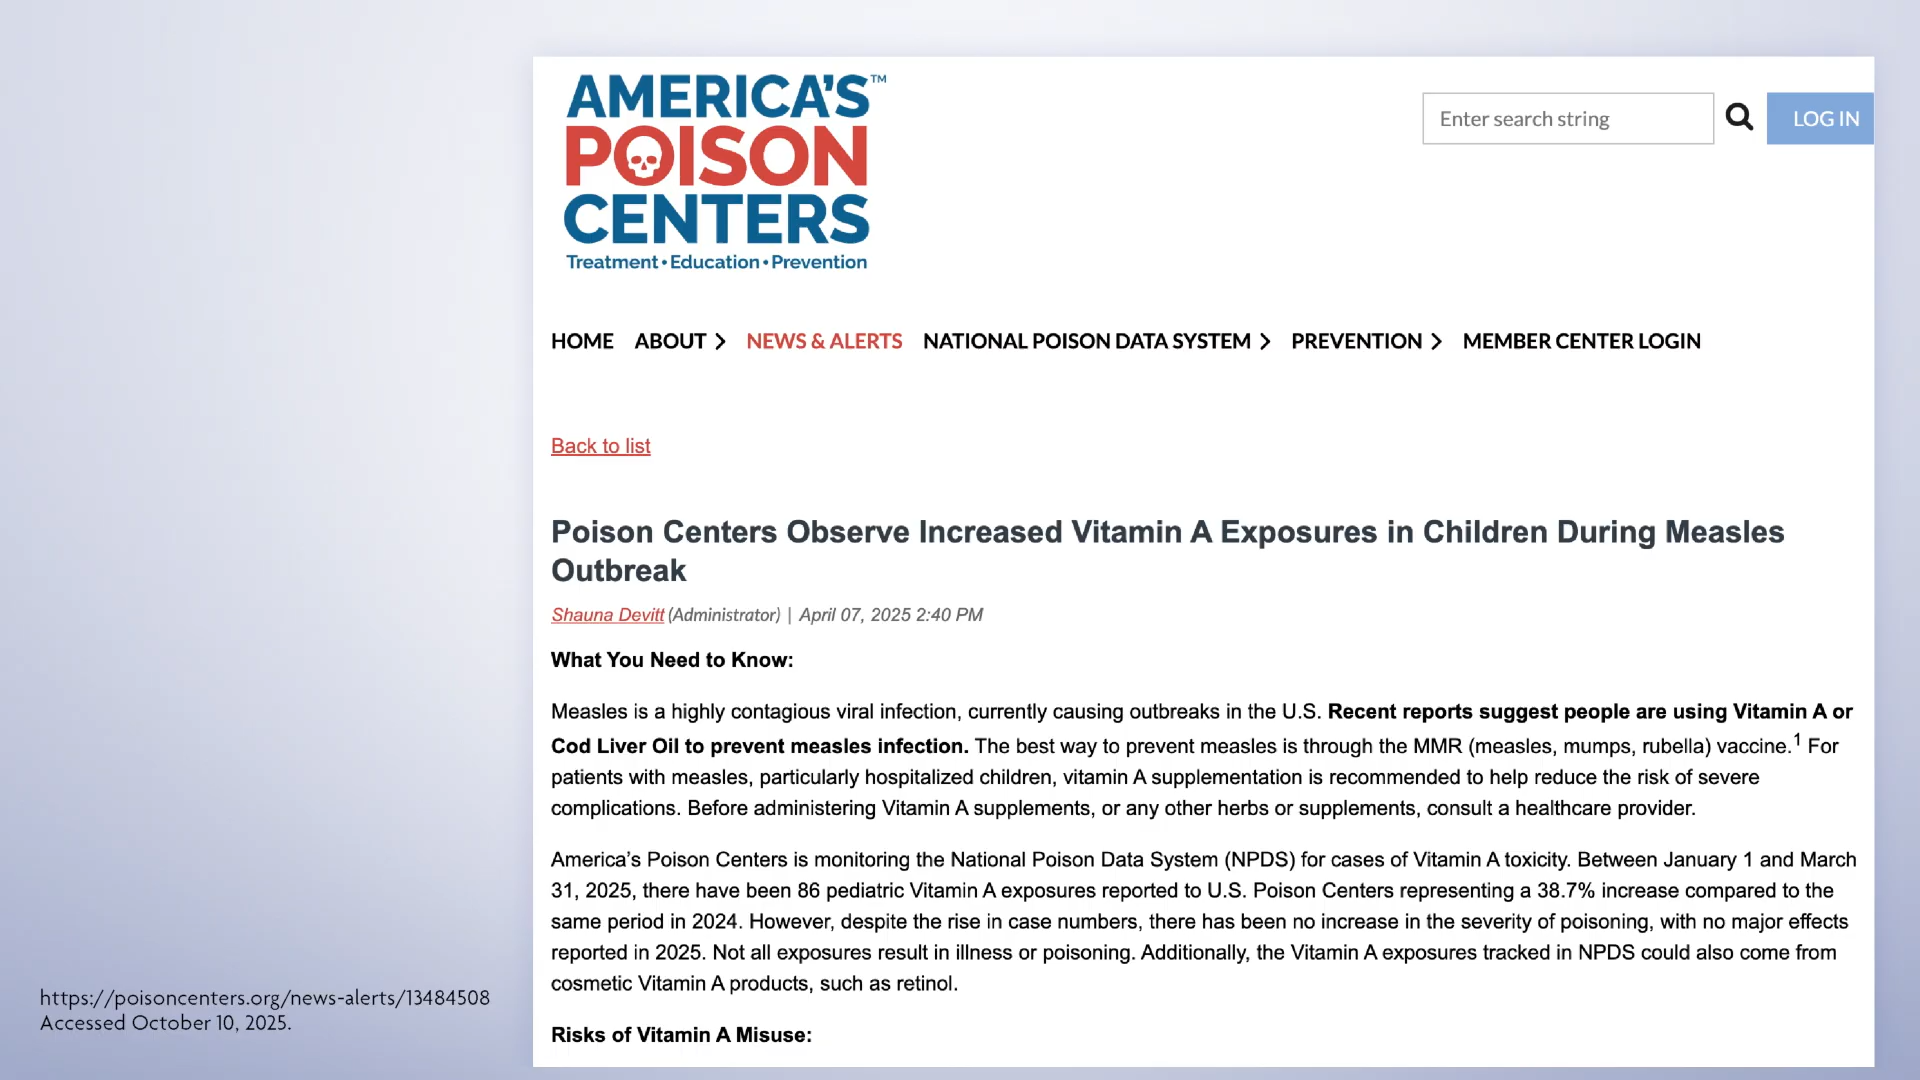 AMERICA'S™
POISON
CENTERS
Treatment • Education • Prevention
Enter search string
LOG IN
HOME ABOUT NEWS & ALERTS NATIONAL POISON DATA SYSTEM PREVENTION MEMBER CENTER LOGIN
Back to list
Poison Centers Observe Increased Vitamin A Exposures in Children During Measles
Outbreak
Shauna Devitt (Administrator) | April 07, 2025 2:40 PM
What You Need to Know:
Measles is a highly contagious viral infection, currently causing outbreaks in the U.S. Recent reports suggest people are using Vitamin A or
Cod Liver Oil to prevent measles infection. The best way to prevent measles is through the MMR (measles, mumps, rubella) vaccine.¹ For
patients with measles, particularly hospitalized children, vitamin A supplementation is recommended to help reduce the risk of severe
complications. Before administering Vitamin A supplements, or any other herbs or supplements, consult a healthcare provider.
America's Poison Centers is monitoring the National Poison Data System (NPDS) for cases of Vitamin A toxicity. Between January 1 and March
31, 2025, there have been 86 pediatric Vitamin A exposures reported to U.S. Poison Centers representing a 38.7% increase compared to the
same period in 2024. However, despite the rise in case numbers, there has been no increase in the severity of poisoning, with no major effects
reported in 2025. Not all exposures result in illness or poisoning. Additionally, the Vitamin A exposures tracked in NPDS could also come from
cosmetic Vitamin A products, such as retinol.
Risks of Vitamin A Misuse:
https://poisoncenters.org/news-alerts/13484508
Accessed October 10, 2025.